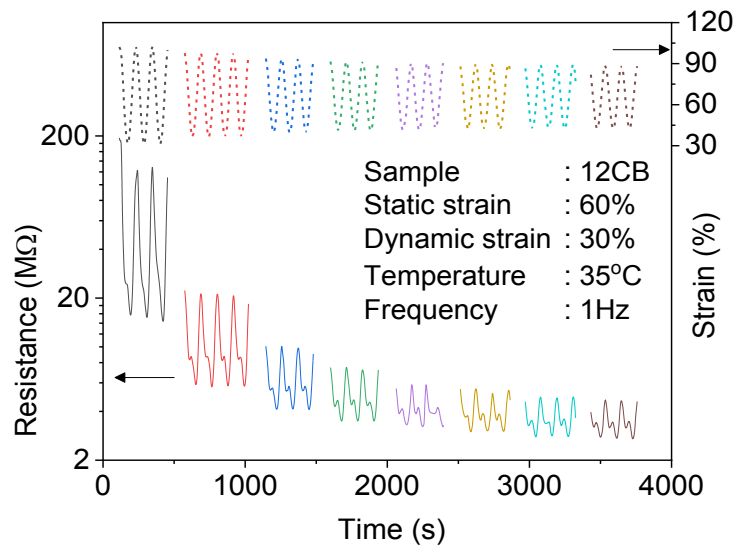 120
90
60
30
Strain (%)
200
20
2
Resistance (MΩ)
Sample : 12CB
Static strain : 60%
Dynamic strain : 30%
Temperature : 35°C
Frequency : 1Hz
0 1000 2000 3000 4000
Time (s)